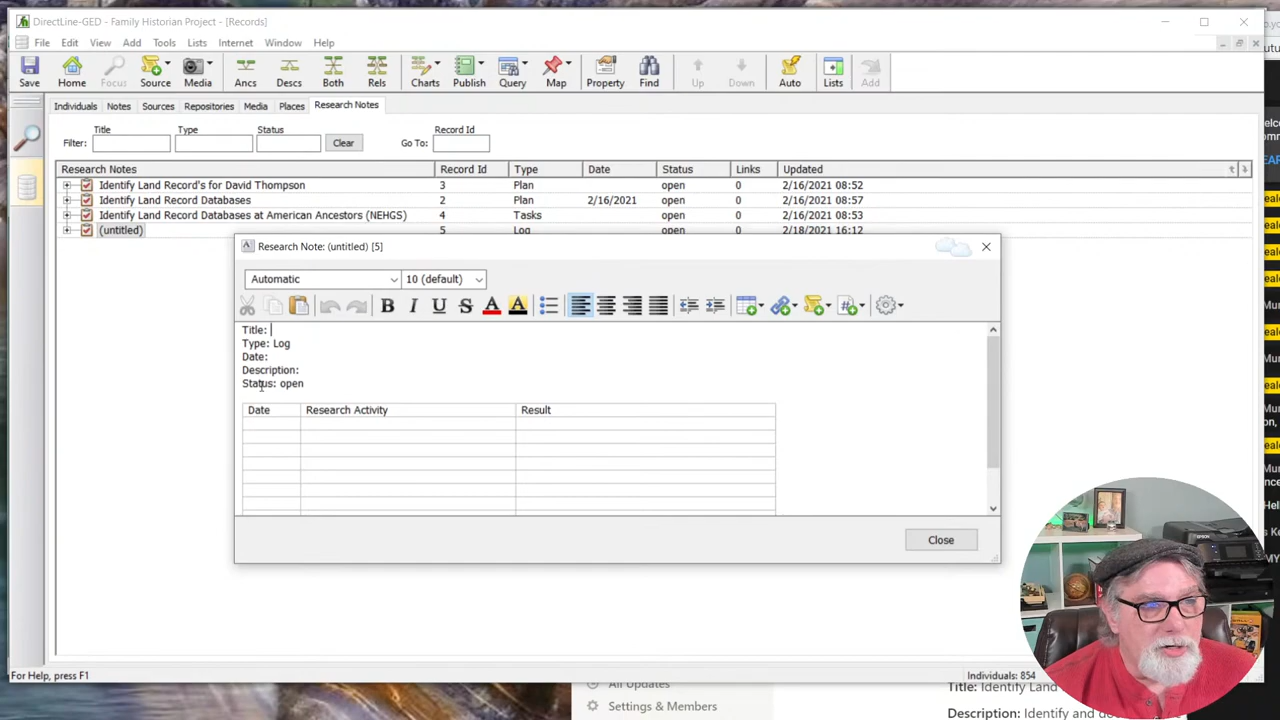 DirectLine-GED - Family Historian Project - [Records]
File Edit View Add Tools Lists Internet Window Help
Save Home Focus Source Media Ancs Descs Both Rels Charts Publish Query Map Property Find Up Down Auto Lists Add
Individuals Notes Sources Repositories Media Places Research Notes
Title Type Status Record Id
Filter: Clear Go To:
Research Notes Record Id Type Date Status Links Updated
Identify Land Record's for David Thompson 3 Plan open 0 2/16/2021 08:52
Identify Land Record Databases 2 Plan 2/16/2021 open 0 2/16/2021 08:57
Identify Land Record Databases at American Ancestors (NEHGS) 4 Tasks open 0 2/16/2021 08:53
(untitled) 5 Log open 0 2/18/2021 16:12
Research Note: (untitled) [5]
Automatic 10 (default)
Title:
Type: Log
Date:
Description:
Status: open
Date Research Activity Result
Close
For Help, press F1 Individuals: 854
All Updates
Settings & Members
Title: Identify Land
Description: Identify and do
EPSON